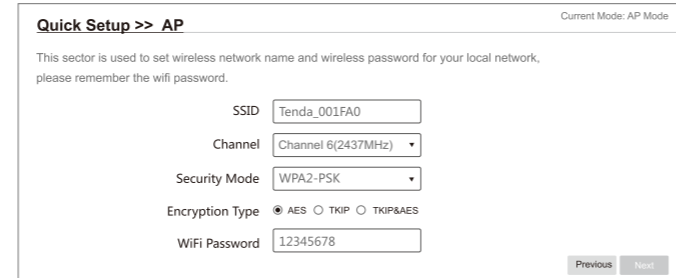 Current Mode: AP Mode
Quick Setup >> AP
This sector is used to set wireless network name and wireless password for your local network,
please remember the wifi password.
SSID Tenda_001FA0
Channel Channel 6(2437MHz)
Security Mode WPA2-PSK
Encryption Type AES TKIP TKIP&AES
WiFi Password 12345678
Previous Next